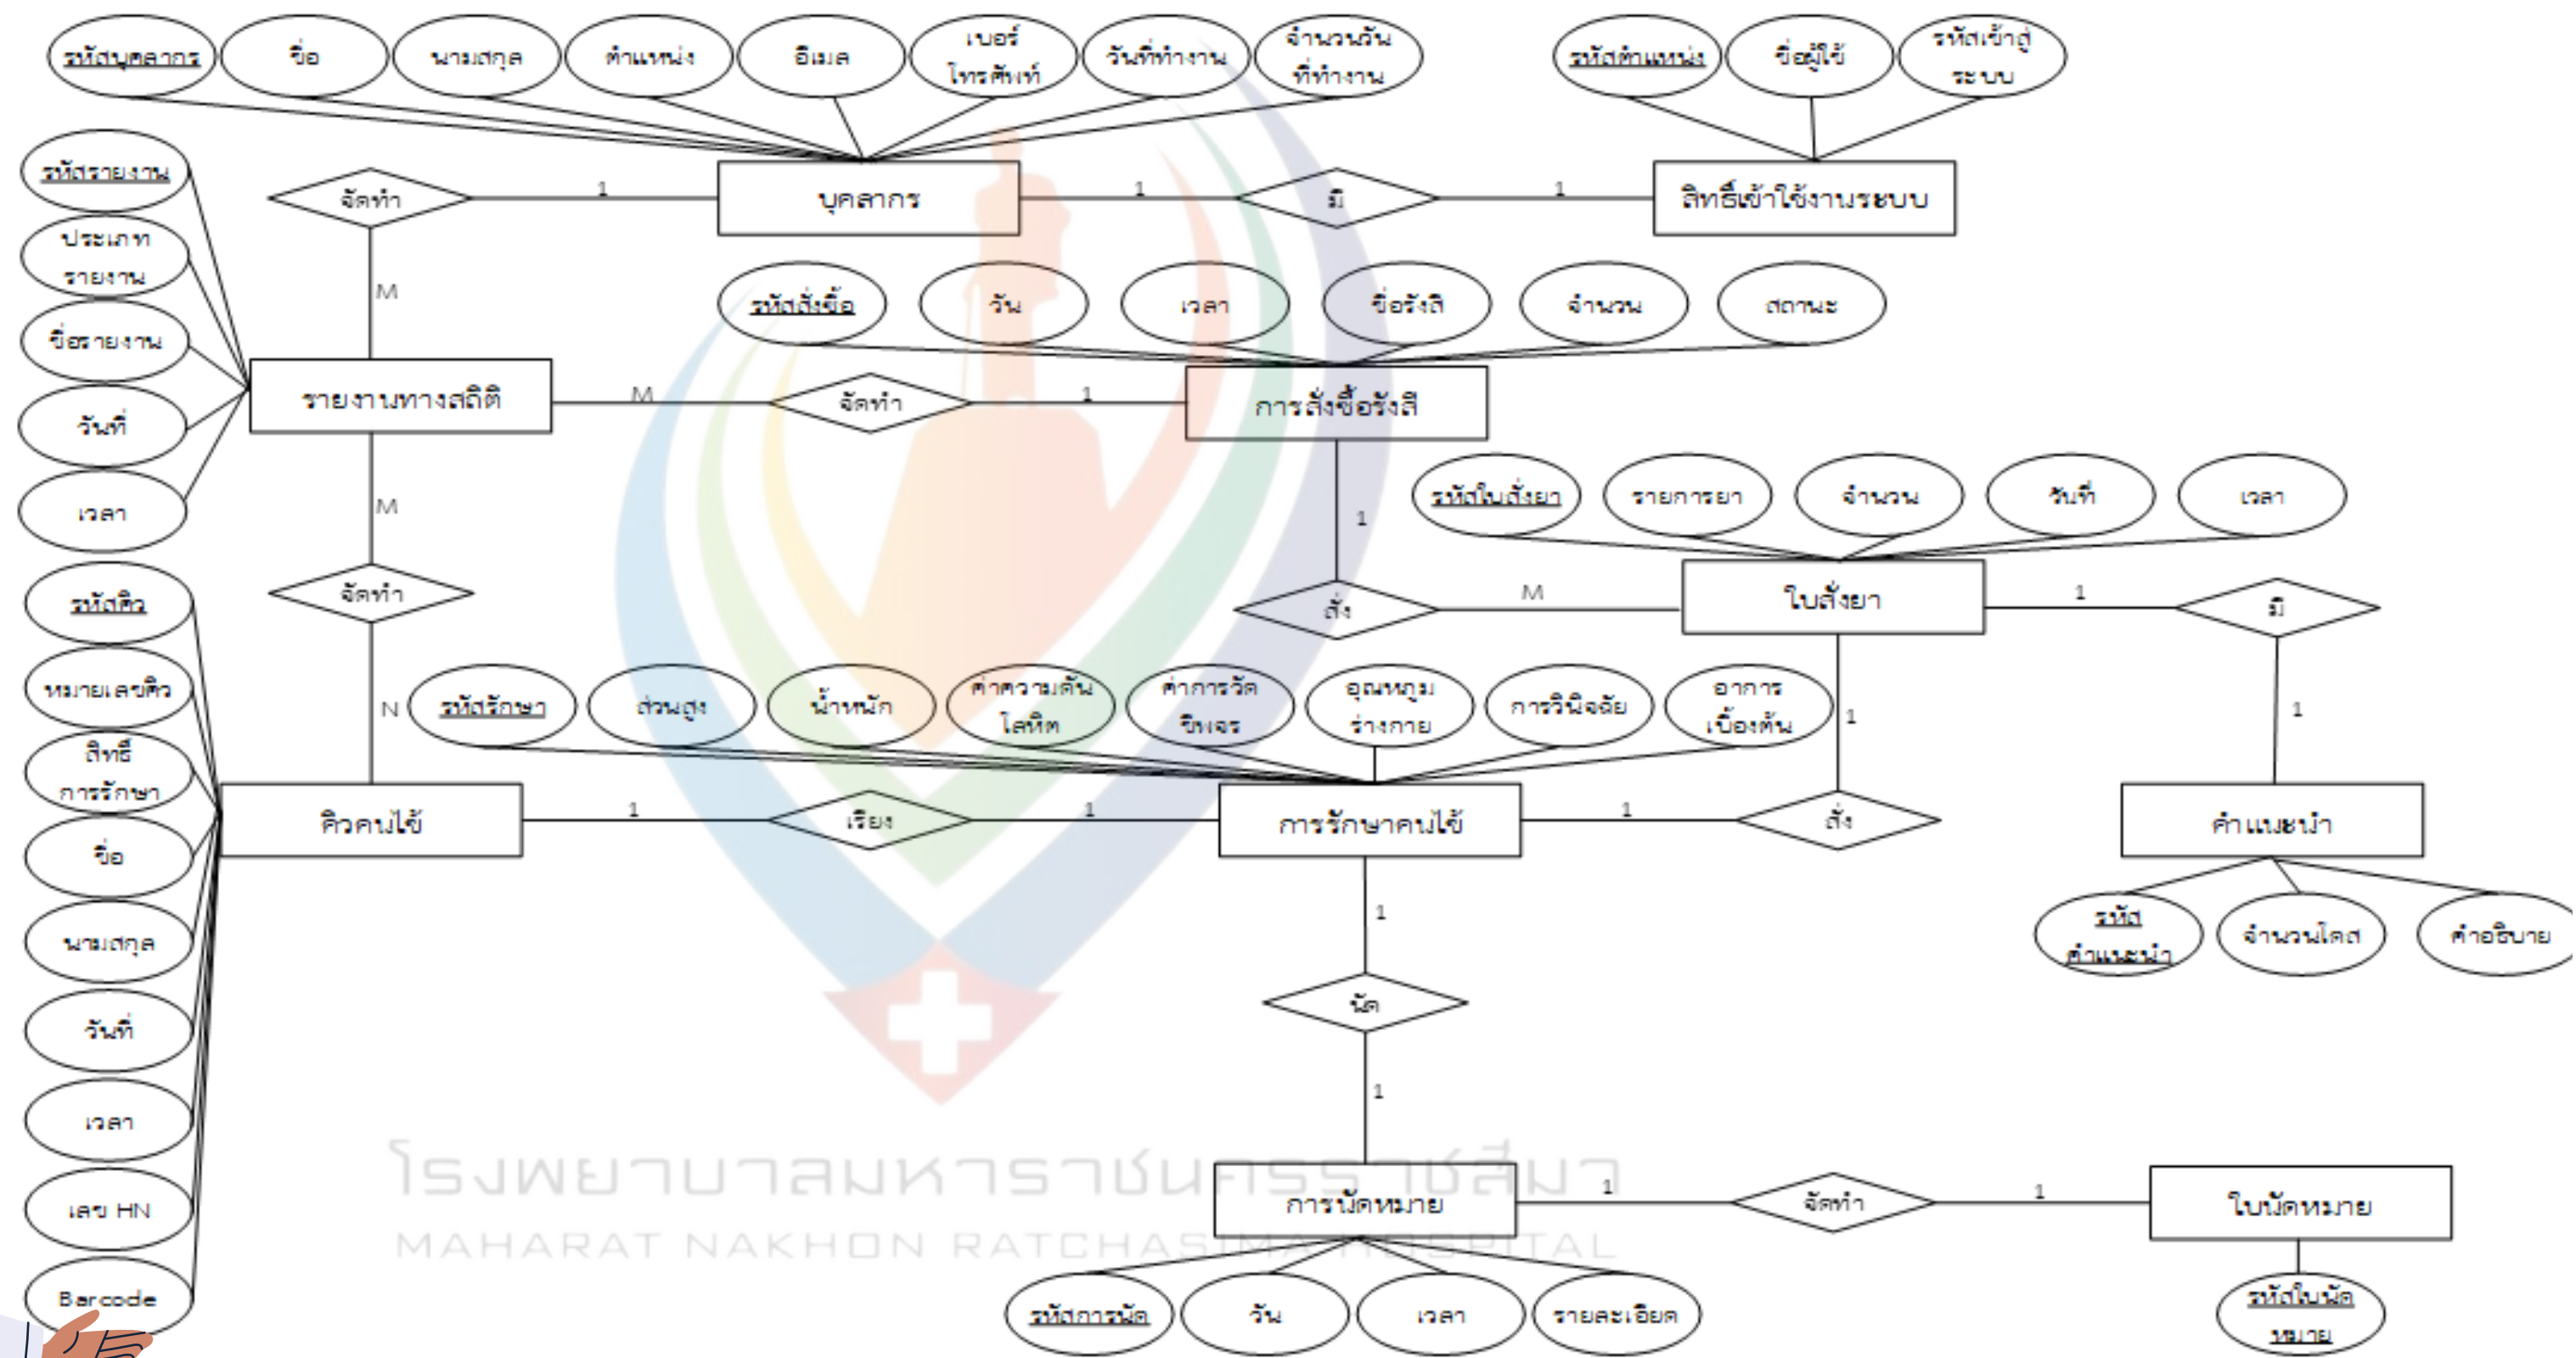 รหัสบุคลากร
ชื่อ
นามสกุล
ตำแหน่ง
อีเมล
เบอร์
โทรศัพท์
วันที่ทำงาน
จำนวนวัน
ที่ทำงาน
รหัสตำแหน่ง
ชื่อผู้ใช้
รหัสเข้าสู่
ระบบ
รหัสรายงาน
ประเภท
รายงาน
ชื่อรายงาน
วันที่
เวลา
จัดทำ
1
บุคลากร
1
มี
1
สิทธิ์เข้าใช้งานระบบ
M
รหัสสั่งซื้อ
วัน
เวลา
ชื่อรังสี
จำนวน
สถานะ
รายงานทางสถิติ
M
จัดทำ
1
การสั่งซื้อรังสี
M
1
รหัสใบสั่งยา
รายการยา
จำนวน
วันที่
เวลา
จัดทำ
สั่ง
M
ใบสั่งยา
1
มี
N
1
1
รหัสคิว
หมายเลขคิว
สิทธิ์
การรักษา
ชื่อ
นามสกุล
วันที่
เวลา
เลข HN
Barcode
รหัสรักษา
ส่วนสูง
น้ำหนัก
ค่าความดัน
โลหิต
ค่าการวัด
ชีพจร
อุณหภูม
ร่างกาย
การวินิจฉัย
อาการ
เบื้องต้น
คิวคนไข้
1
เรียง
1
การรักษาคนไข้
1
สั่ง
คำแนะนำ
รหัส
คำแนะนำ
จำนวนโดส
คำอธิบาย
1
นัด
1
โรงพยาบาลมหาราชนครราชสีมา
MAHARAT NAKHON RATCHASIMA HOSPITAL
การนัดหมาย
1
จัดทำ
1
ใบนัดหมาย
รหัสการนัด
วัน
เวลา
รายละเอียด
รหัสใบนัด
หมาย